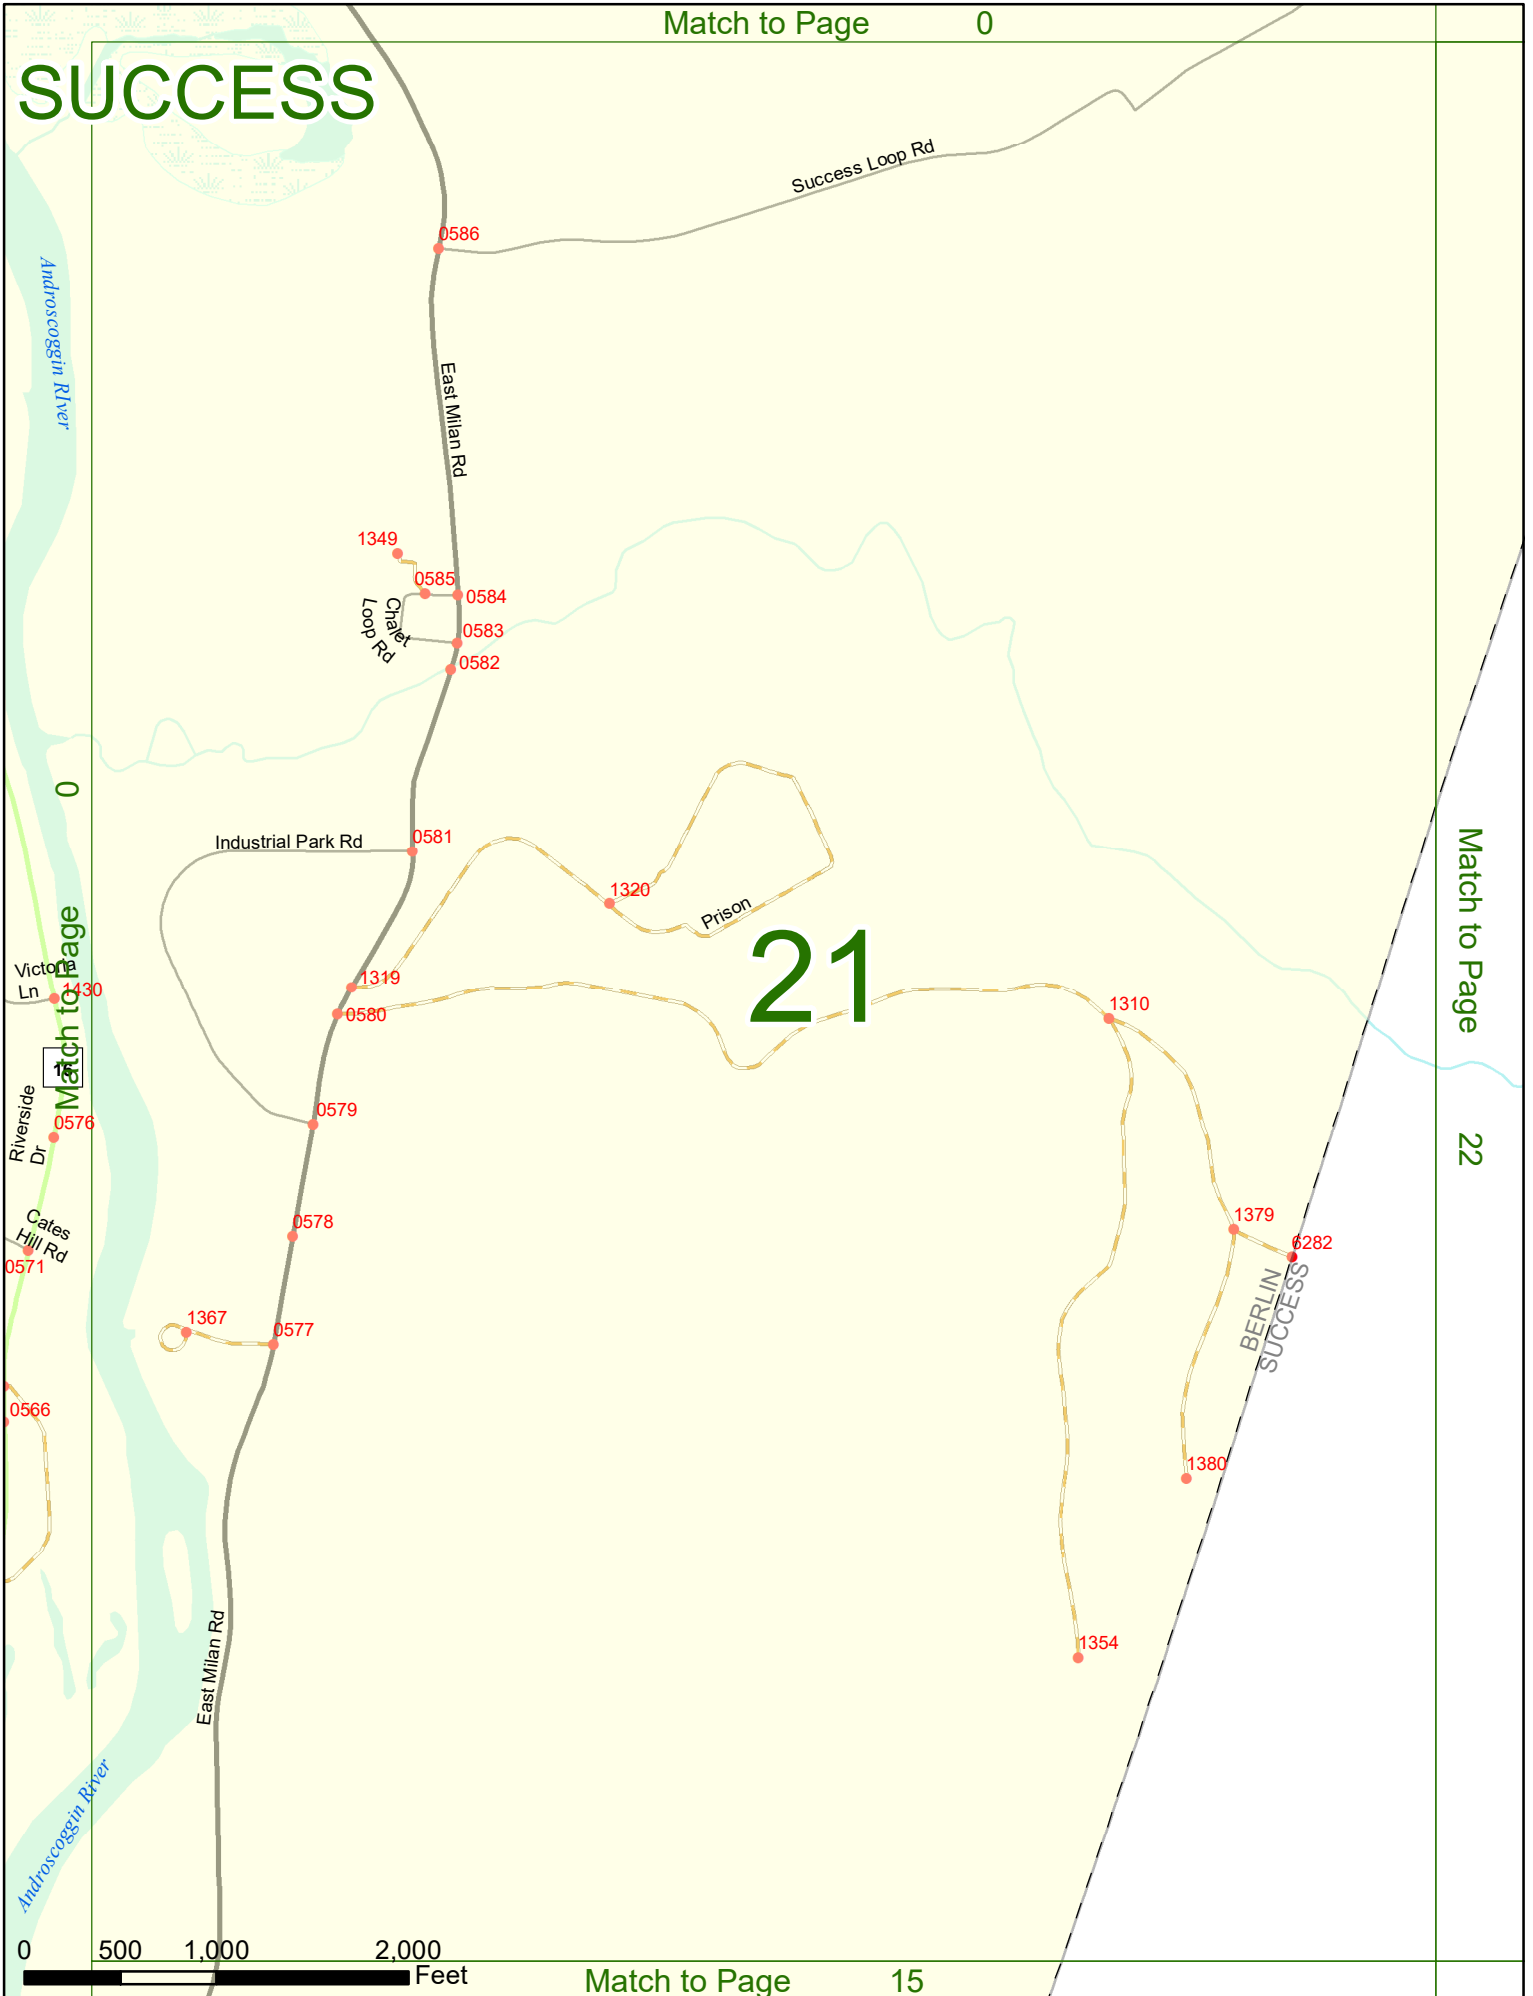 Match to Page 0
SUCCESS
Success Loop Rd
0586
Androscoggin RIver
East Milan Rd
1349
0585
0584
Chalet
Loop Rd
0583
0582
Match to Page 0
Industrial Park Rd
0581
1320
Prison
21
Match to Page 22
Victoria
Ln
1430
1319
0580
1310
16
Riverside
Dr
0576
0579
Cates
Hill Rd
0571
0578
1379
6282
BERLIN
SUCCESS
1367
0577
0566
1380
East Milan Rd
1354
Androscoggin River
0 500 1,000 2,000
Feet
Match to Page 15